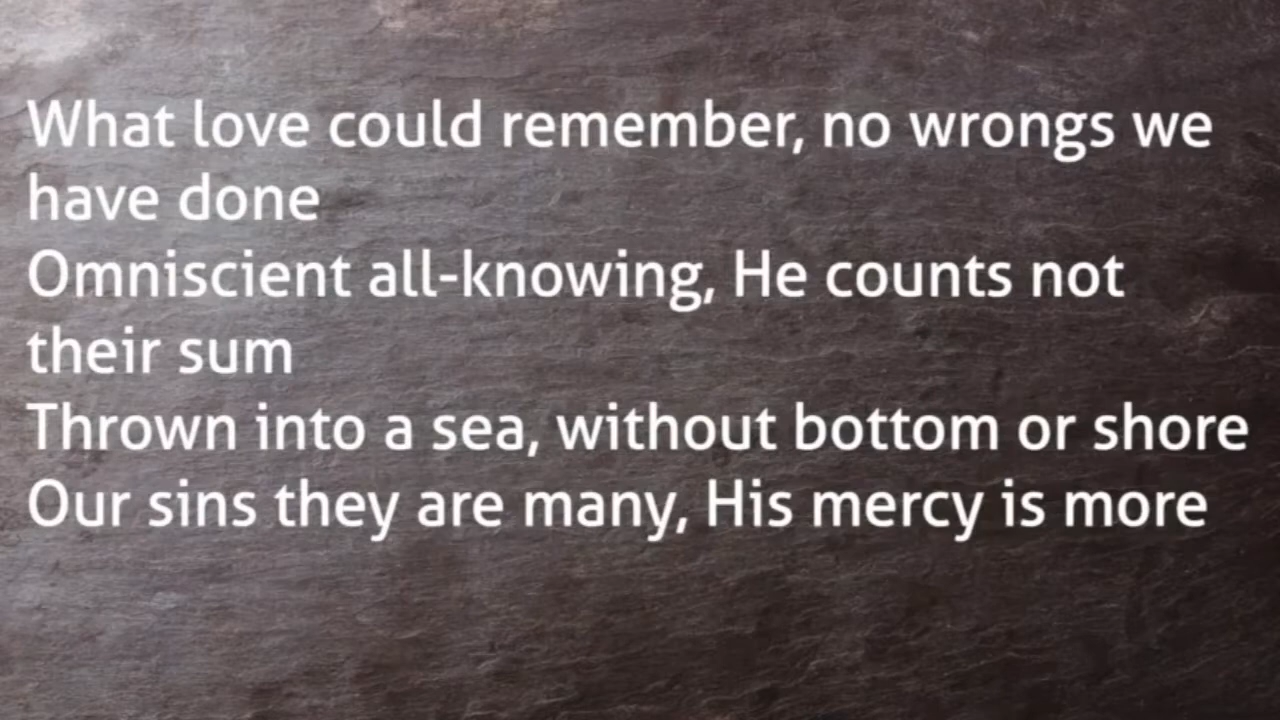 What love could remember, no wrongs we
have done
Omniscient all-knowing, He counts not
their sum
Thrown into a sea, without bottom or shore
Our sins they are many, His mercy is more